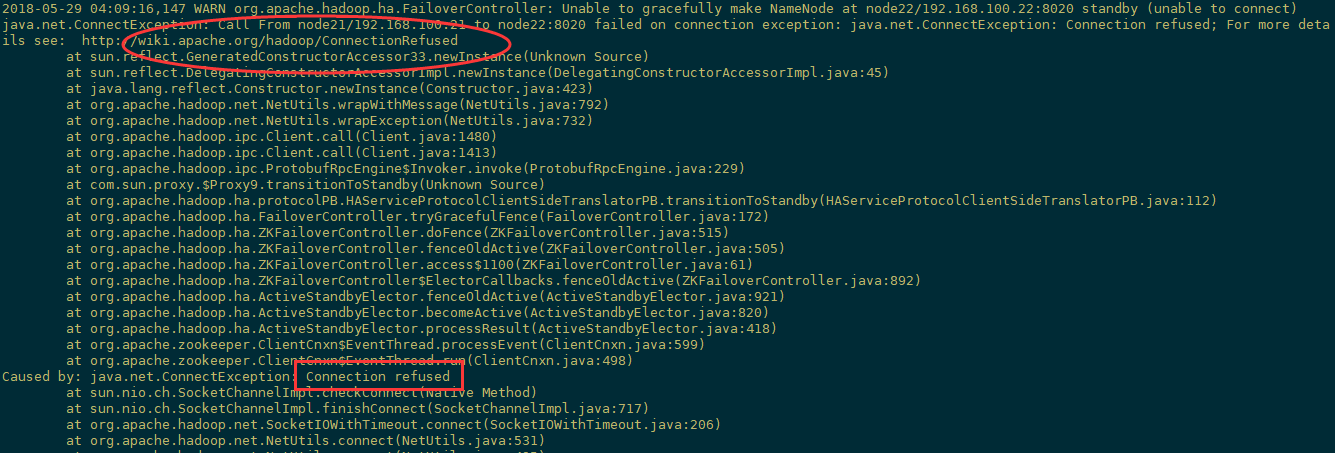 2018-05-29 04:09:16,147 WARN org.apache.hadoop.ha.FailoverController: Unable to gracefully make NameNode at node22/192.168.100.22:8020 standby (unable to connect)
java.net.ConnectException: Call From node21/192.168.100.21 to node22:8020 failed on connection exception: java.net.ConnectException: Connection refused; For more deta
ils see:  http://wiki.apache.org/hadoop/ConnectionRefused
at sun.reflect.GeneratedConstructorAccessor33.newInstance(Unknown Source)
at sun.reflect.DelegatingConstructorAccessorImpl.newInstance(DelegatingConstructorAccessorImpl.java:45)
at java.lang.reflect.Constructor.newInstance(Constructor.java:423)
at org.apache.hadoop.net.NetUtils.wrapWithMessage(NetUtils.java:792)
at org.apache.hadoop.net.NetUtils.wrapException(NetUtils.java:732)
at org.apache.hadoop.ipc.Client.call(Client.java:1480)
at org.apache.hadoop.ipc.Client.call(Client.java:1413)
at org.apache.hadoop.ipc.ProtobufRpcEngine$Invoker.invoke(ProtobufRpcEngine.java:229)
at com.sun.proxy.$Proxy9.transitionToStandby(Unknown Source)
at org.apache.hadoop.ha.protocolPB.HAServiceProtocolClientSideTranslatorPB.transitionToStandby(HAServiceProtocolClientSideTranslatorPB.java:112)
at org.apache.hadoop.ha.FailoverController.tryGracefulFence(FailoverController.java:172)
at org.apache.hadoop.ha.ZKFailoverController.doFence(ZKFailoverController.java:515)
at org.apache.hadoop.ha.ZKFailoverController.fenceOldActive(ZKFailoverController.java:505)
at org.apache.hadoop.ha.ZKFailoverController.access$1100(ZKFailoverController.java:61)
at org.apache.hadoop.ha.ZKFailoverController$ElectorCallbacks.fenceOldActive(ZKFailoverController.java:892)
at org.apache.hadoop.ha.ActiveStandbyElector.fenceOldActive(ActiveStandbyElector.java:921)
at org.apache.hadoop.ha.ActiveStandbyElector.becomeActive(ActiveStandbyElector.java:820)
at org.apache.hadoop.ha.ActiveStandbyElector.processResult(ActiveStandbyElector.java:418)
at org.apache.zookeeper.ClientCnxn$EventThread.processEvent(ClientCnxn.java:599)
at org.apache.zookeeper.ClientCnxn$EventThread.run(ClientCnxn.java:498)
Caused by: java.net.ConnectException: Connection refused
at sun.nio.ch.SocketChannelImpl.checkConnect(Native Method)
at sun.nio.ch.SocketChannelImpl.finishConnect(SocketChannelImpl.java:717)
at org.apache.hadoop.net.SocketIOWithTimeout.connect(SocketIOWithTimeout.java:206)
at org.apache.hadoop.net.NetUtils.connect(NetUtils.java:531)